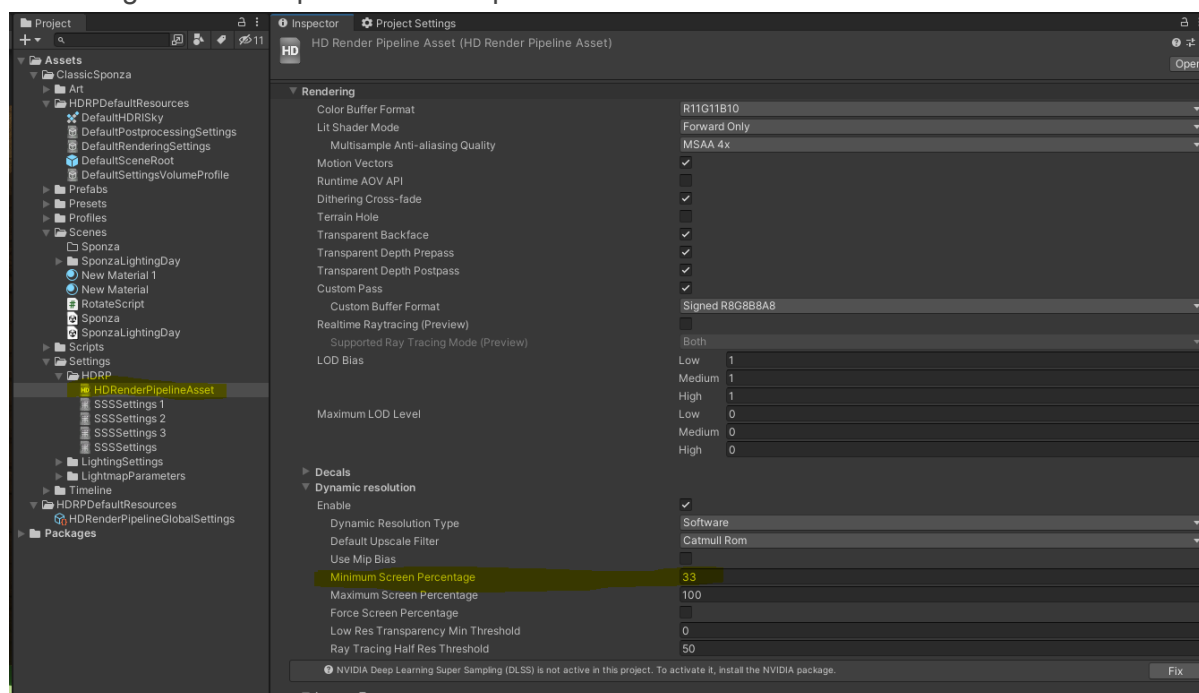 Project
Inspector
Project Settings
11
HD Render Pipeline Asset (HD Render Pipeline Asset)
HD
Open
Assets
ClassicSponza
Art
HDRPDefaultResources
DefaultHDRISky
DefaultPostprocessingSettings
DefaultRenderingSettings
DefaultSceneRoot
DefaultSettingsVolumeProfile
Prefabs
Presets
Profiles
Scenes
Sponza
SponzaLightingDay
New Material 1
New Material
RotateScript
Sponza
SponzaLightingDay
Scripts
Settings
HDRP
HDRenderPipelineAsset
SSSSettings 1
SSSSettings 2
SSSSettings 3
SSSSettings
LightingSettings
LightmapParameters
Timeline
HDRPDefaultResources
HDRenderPipelineGlobalSettings
Packages
Rendering
Color Buffer Format R11G11B10
Lit Shader Mode Forward Only
Multisample Anti-aliasing Quality MSAA 4x
Motion Vectors
Runtime AOV API
Dithering Cross-fade
Terrain Hole
Transparent Backface
Transparent Depth Prepass
Transparent Depth Postpass
Custom Pass
Custom Buffer Format Signed R8G8B8A8
Realtime Raytracing (Preview)
Supported Ray Tracing Mode (Preview) Both
LOD Bias Low 1
Medium 1
High 1
Maximum LOD Level Low 0
Medium 0
High 0
Decals
Dynamic resolution
Enable
Dynamic Resolution Type Software
Default Upscale Filter Catmull Rom
Use Mip Bias
Minimum Screen Percentage 33
Maximum Screen Percentage 100
Force Screen Percentage
Low Res Transparency Min Threshold 0
Ray Tracing Half Res Threshold 50
NVIDIA Deep Learning Super Sampling (DLSS) is not active in this project. To activate it, install the NVIDIA package.
Fix